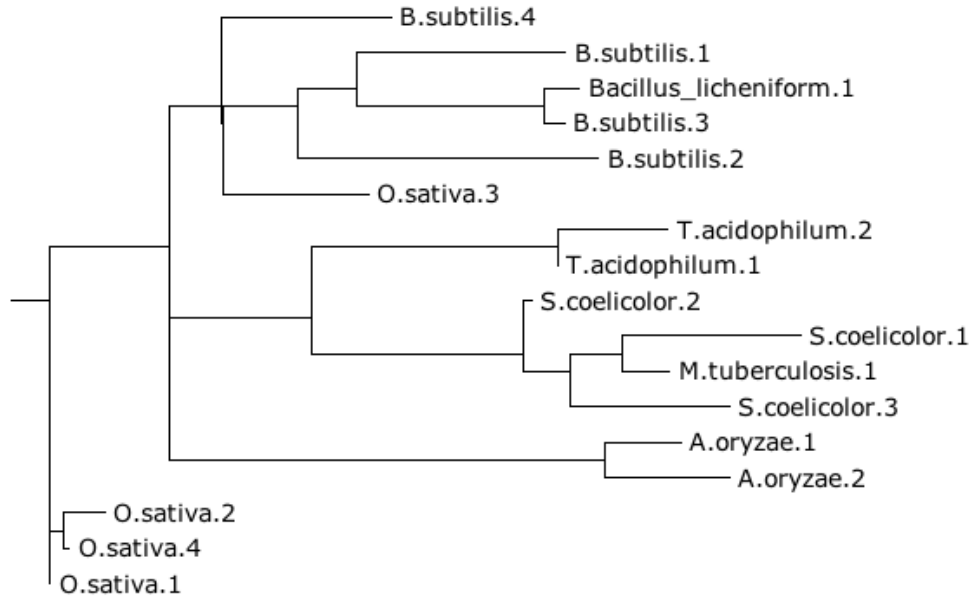 B.subtilis.4
B.subtilis.1
Bacillus_licheniform.1
B.subtilis.3
B.subtilis.2
O.sativa.3
T.acidophilum.2
T.acidophilum.1
S.coelicolor.2
S.coelicolor.1
M.tuberculosis.1
S.coelicolor.3
A.oryzae.1
A.oryzae.2
O.sativa.2
O.sativa.4
O.sativa.1